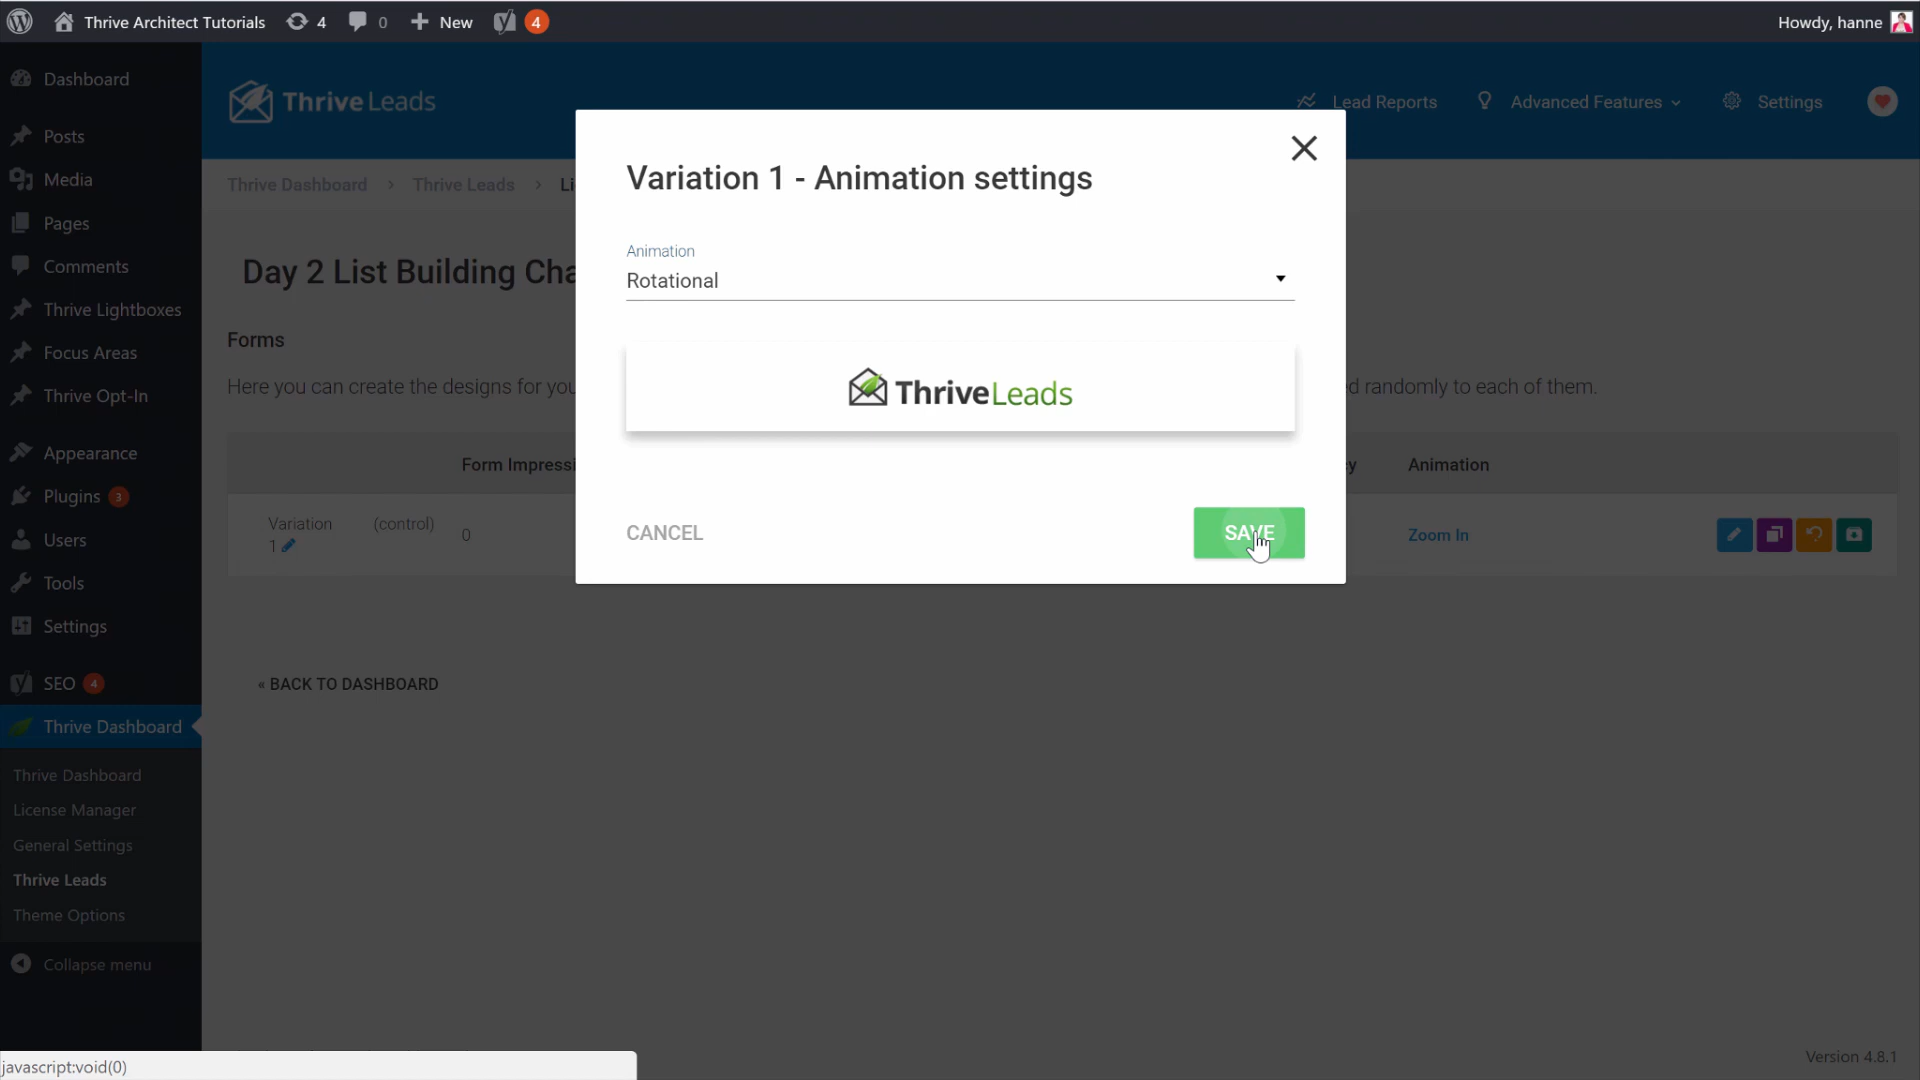 Thrive Architect Tutorials 4 0 New 4 Howdy, hanne
Dashboard
Posts
Media
Pages
Comments
Thrive Lightboxes
Focus Areas
Thrive Opt-In
Appearance
Plugins 3
Users
Tools
Settings
SEO 4
Thrive Dashboard
Thrive Dashboard
License Manager
General Settings
Thrive Leads
Theme Options
Collapse menu
Thrive Leads Lead Reports Advanced Features Settings
Thrive Dashboard > Thrive Leads > Li
Day 2 List Building Cha
Forms
Here you can create the designs for you d randomly to each of them.
Form Impressi y Animation
Variation (control) 0 Zoom In
1
« BACK TO DASHBOARD
Variation 1 - Animation settings
Animation
Rotational
ThriveLeads
CANCEL SAVE
Version 4.8.1
javascript:void(0)